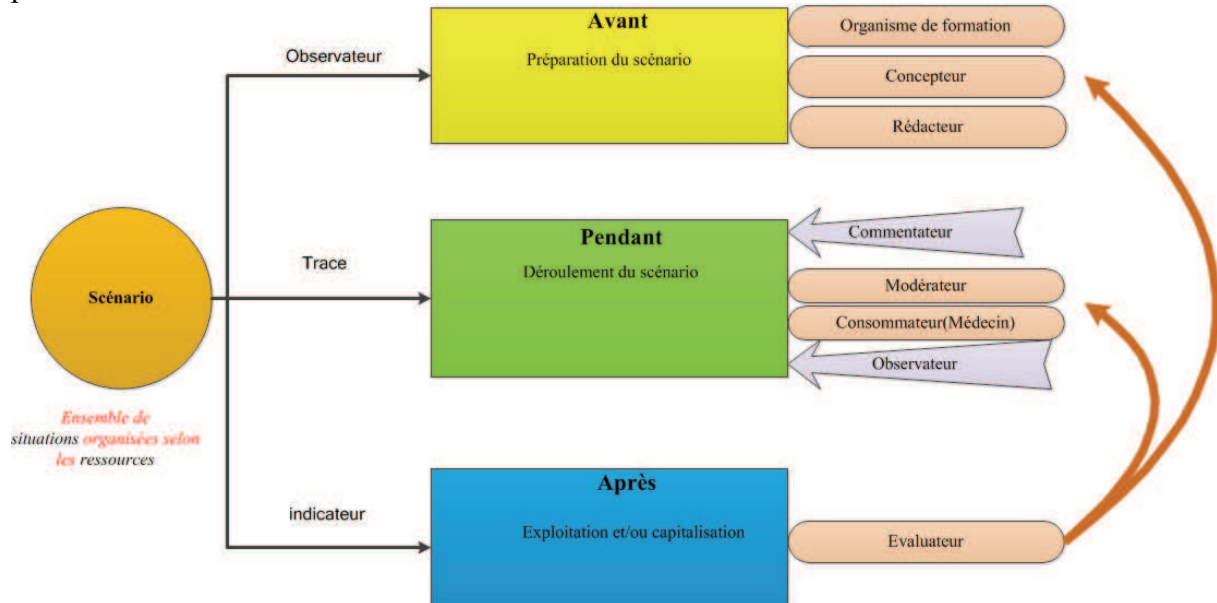 Avant
Organisme de formation
Observateur
Préparation du scénario
Concepteur
Rédacteur
Pendant
Commentateur
Trace
Déroulement du scénario
Modérateur
Scénario
Consommateur(Médecin)
Observateur
Ensemble de
situations organisées selon
les ressources
Après
indicateur
Exploitation et/ou capitalisation
Evaluateur